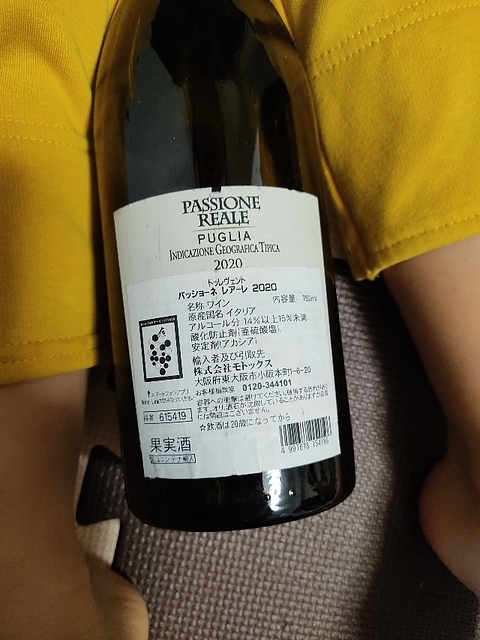 PASSIONE
REALE
PUGLIA
INDICAZIONE GEOGRAFICA TIPICA
2020
トッレヴェント
パッショーネ レアーレ 2020
名称 ワイン 内容量 750ml
原産国名 イタリア
アルコール分 14%以上15%未満
酸化防止剤(亜硫酸塩)、
安定剤(アカシア)
輸入者及び引取先
株式会社モトックス
大阪府東大阪市小阪本町1-6-20
お客様相談室 0120-344101
615419
☆飲酒は20歳になってから
果実酒